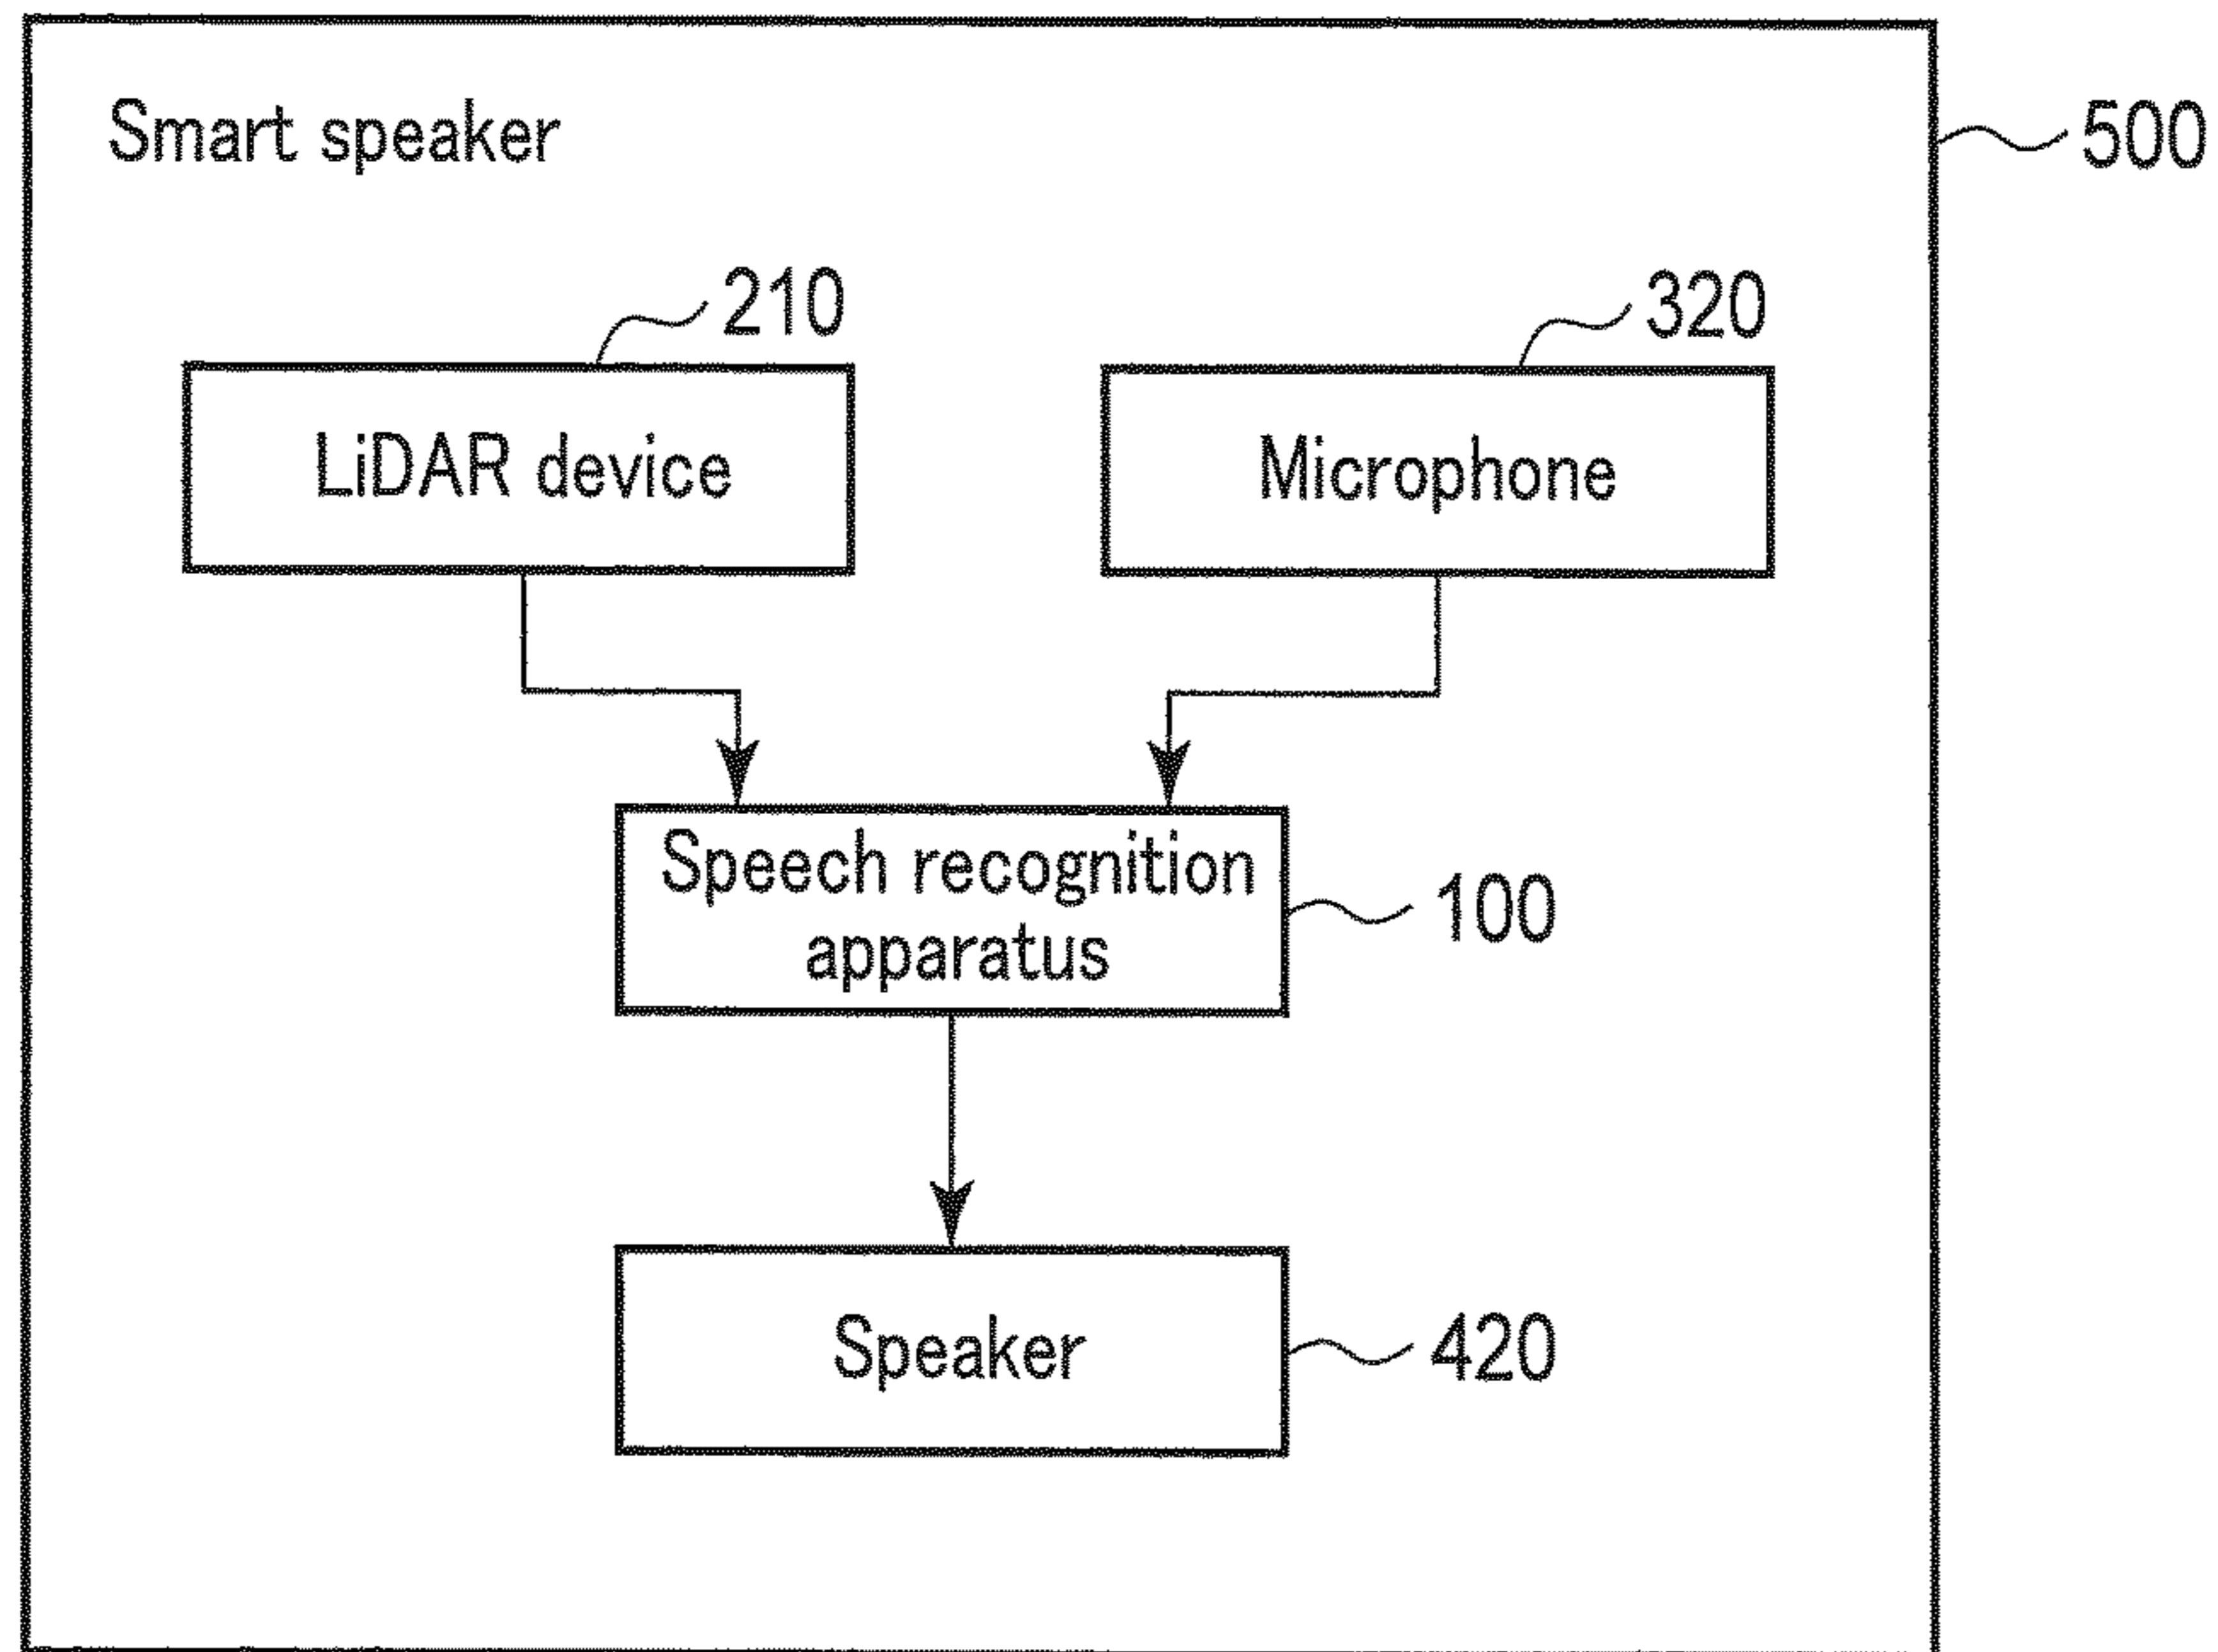 Smart speaker
500
210
320
LiDAR device
Microphone
Speech recognition
apparatus
100
Speaker
420